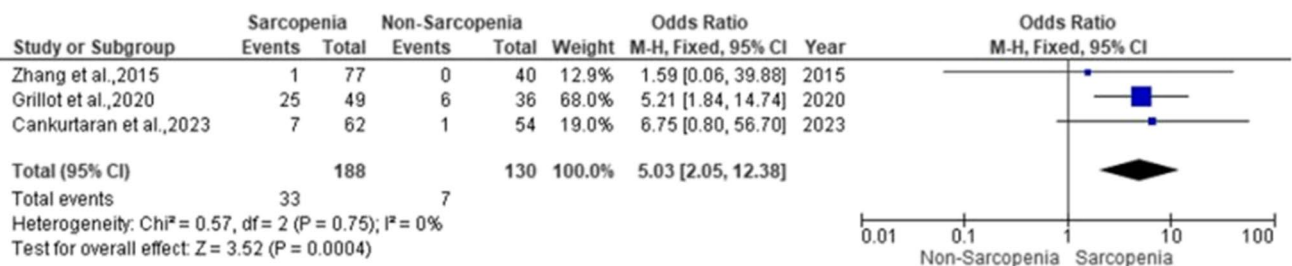 Sarcopenia Non-Sarcopenia Odds Ratio Odds Ratio
Study or Subgroup Events Total Events Total Weight M-H, Fixed, 95% CI Year M-H, Fixed, 95% CI
Zhang et al.,2015 1 77 0 40 12.9% 1.59 [0.06, 39.88] 2015
Grillot et al.,2020 25 49 6 36 68.0% 5.21 [1.84, 14.74] 2020
Cankurtaran et al.,2023 7 62 1 54 19.0% 6.75 [0.80, 56.70] 2023
Total (95% CI) 188 130 100.0% 5.03 [2.05, 12.38]
Total events 33 7
Heterogeneity: Chi² = 0.57, df = 2 (P = 0.75); I² = 0%
Test for overall effect: Z = 3.52 (P = 0.0004)
0.01 0.1 1 10 100
Non-Sarcopenia Sarcopenia